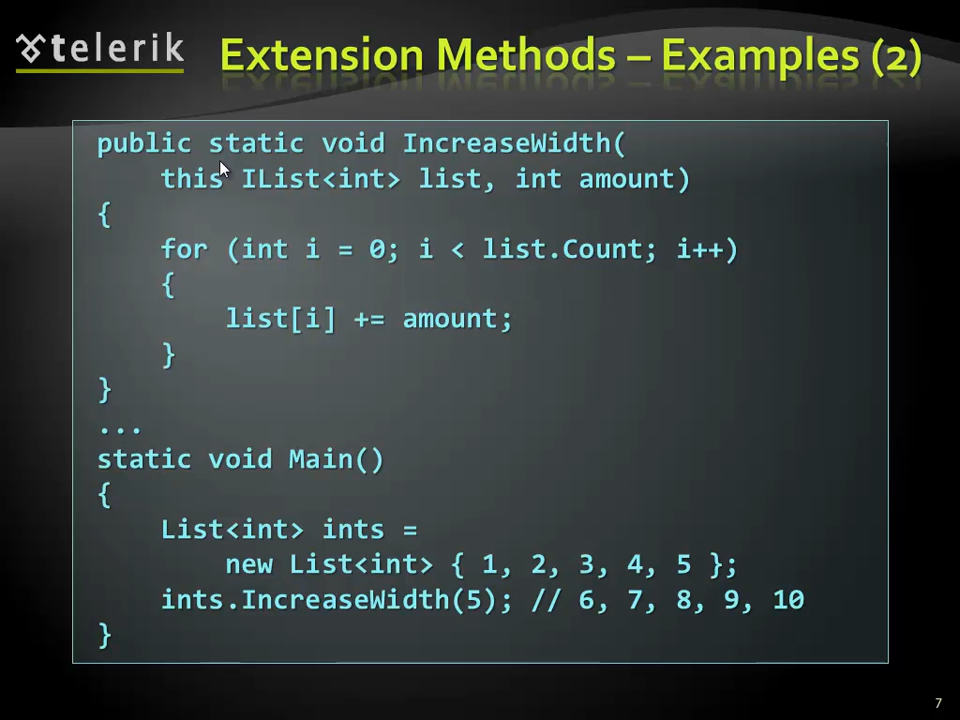 telerik
Extension Methods – Examples (2)
public static void IncreaseWidth(
    this IList<int> list, int amount)
{
    for (int i = 0; i < list.Count; i++)
    {
        list[i] += amount;
    }
}
...
static void Main()
{
    List<int> ints =
        new List<int> { 1, 2, 3, 4, 5 };
    ints.IncreaseWidth(5); // 6, 7, 8, 9, 10
}
7